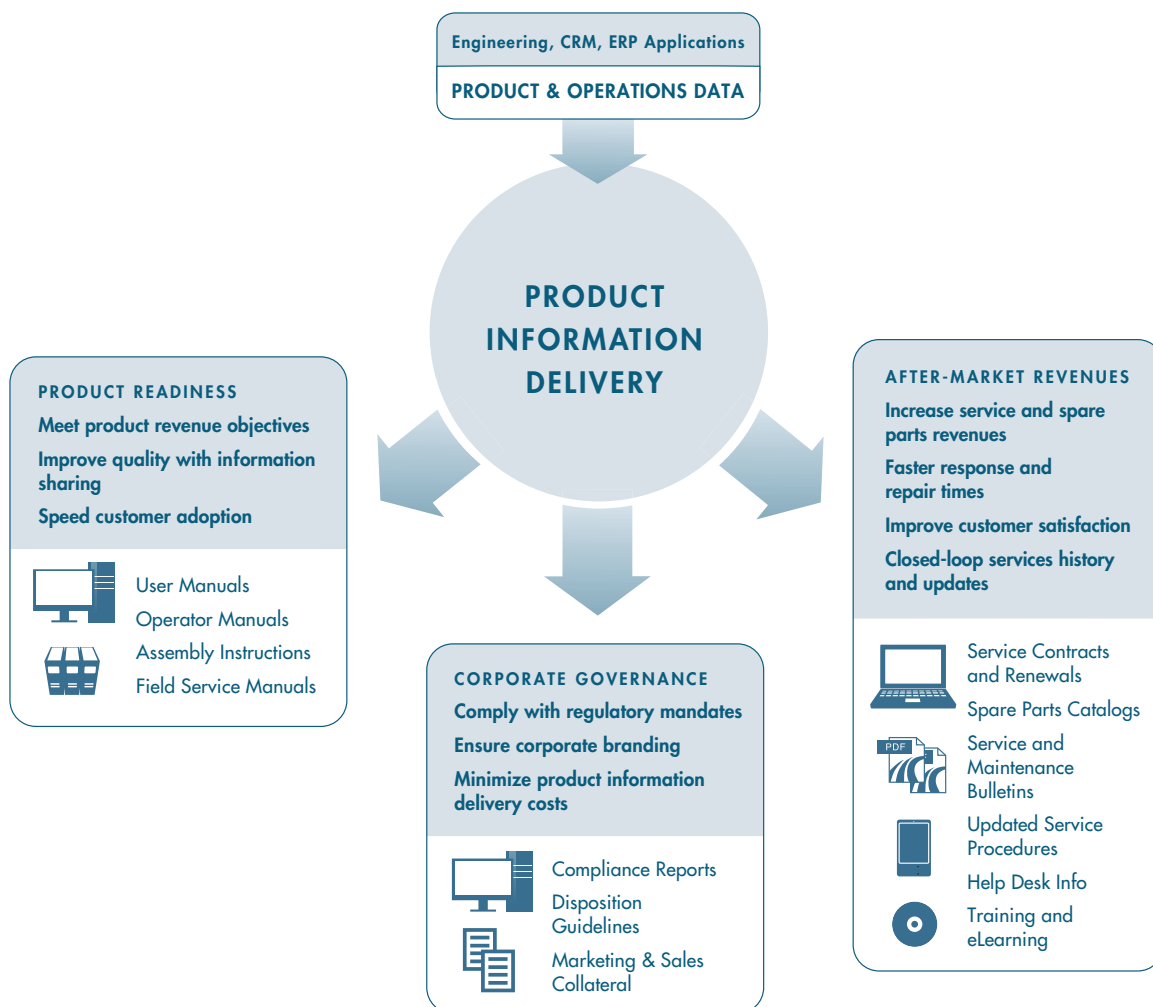 Engineering, CRM, ERP Applications
PRODUCT & OPERATIONS DATA
PRODUCT
INFORMATION
DELIVERY
PRODUCT READINESS
Meet product revenue objectives
Improve quality with information
sharing
Speed customer adoption
User Manuals
Operator Manuals
Assembly Instructions
Field Service Manuals
CORPORATE GOVERNANCE
Comply with regulatory mandates
Ensure corporate branding
Minimize product information
delivery costs
Compliance Reports
Disposition
Guidelines
Marketing & Sales
Collateral
AFTER-MARKET REVENUES
Increase service and spare
parts revenues
Faster response and
repair times
Improve customer satisfaction
Closed-loop services history
and updates
Service Contracts
and Renewals
Spare Parts Catalogs
PDF
Service and
Maintenance
Bulletins
Updated Service
Procedures
Help Desk Info
Training and
eLearning